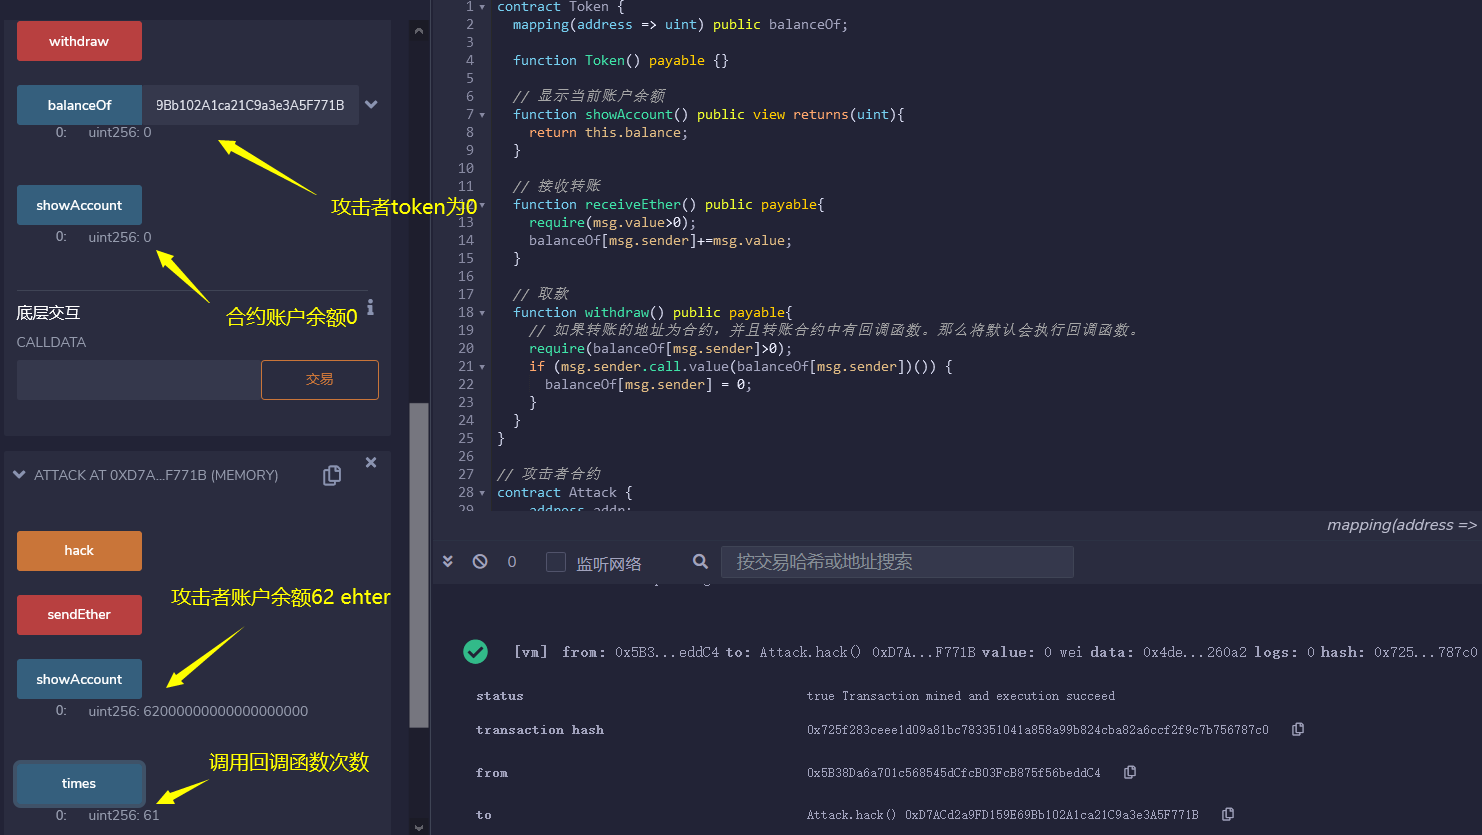 withdraw
balanceOf
9Bb102A1ca21C9a3e3A5F771B
0: uint256: 0
攻击者token为0
showAccount
0: uint256: 0
合约账户余额0
底层交互
CALLDATA
交易
ATTACK AT 0XD7A...F771B (MEMORY)
hack
攻击者账户余额62 ehter
sendEther
showAccount
0: uint256: 62000000000000000000
调用回调函数次数
times
0: uint256: 61
1 contract Token {
2 mapping(address => uint) public balanceOf;
3
4 function Token() payable {}
5
6 // 显示当前账户余额
7 function showAccount() public view returns(uint){
8 return this.balance;
9 }
10
11 // 接收转账
12 function receiveEther() public payable{
13 require(msg.value>0);
14 balanceOf[msg.sender]+=msg.value;
15 }
16
17 // 取款
18 function withdraw() public payable{
19 // 如果转账的地址为合约，并且转账合约中有回调函数。那么将默认会执行回调函数。
20 require(balanceOf[msg.sender]>0);
21 if (msg.sender.call.value(balanceOf[msg.sender])()) {
22 balanceOf[msg.sender] = 0;
23 }
24 }
25 }
26
27 // 攻击者合约
28 contract Attack {
29 address addr;
mapping(address =>
0
监听网络
按交易哈希或地址搜索
[vm] from: 0x5B3...eddC4 to: Attack.hack() 0xD7A...F771B value: 0 wei data: 0x4de...260a2 logs: 0 hash: 0x725...787c0
status true Transaction mined and execution succeed
transaction hash 0x725f283ceee1d09a81bc783351041a858a99b824cba82a6ccf2f9c7b756787c0
from 0x5B38Da6a701c568545dCfcB03FcB875f56beddC4
to Attack.hack() 0xD7ACd2a9FD159E69Bb102A1ca21C9a3e3A5F771B